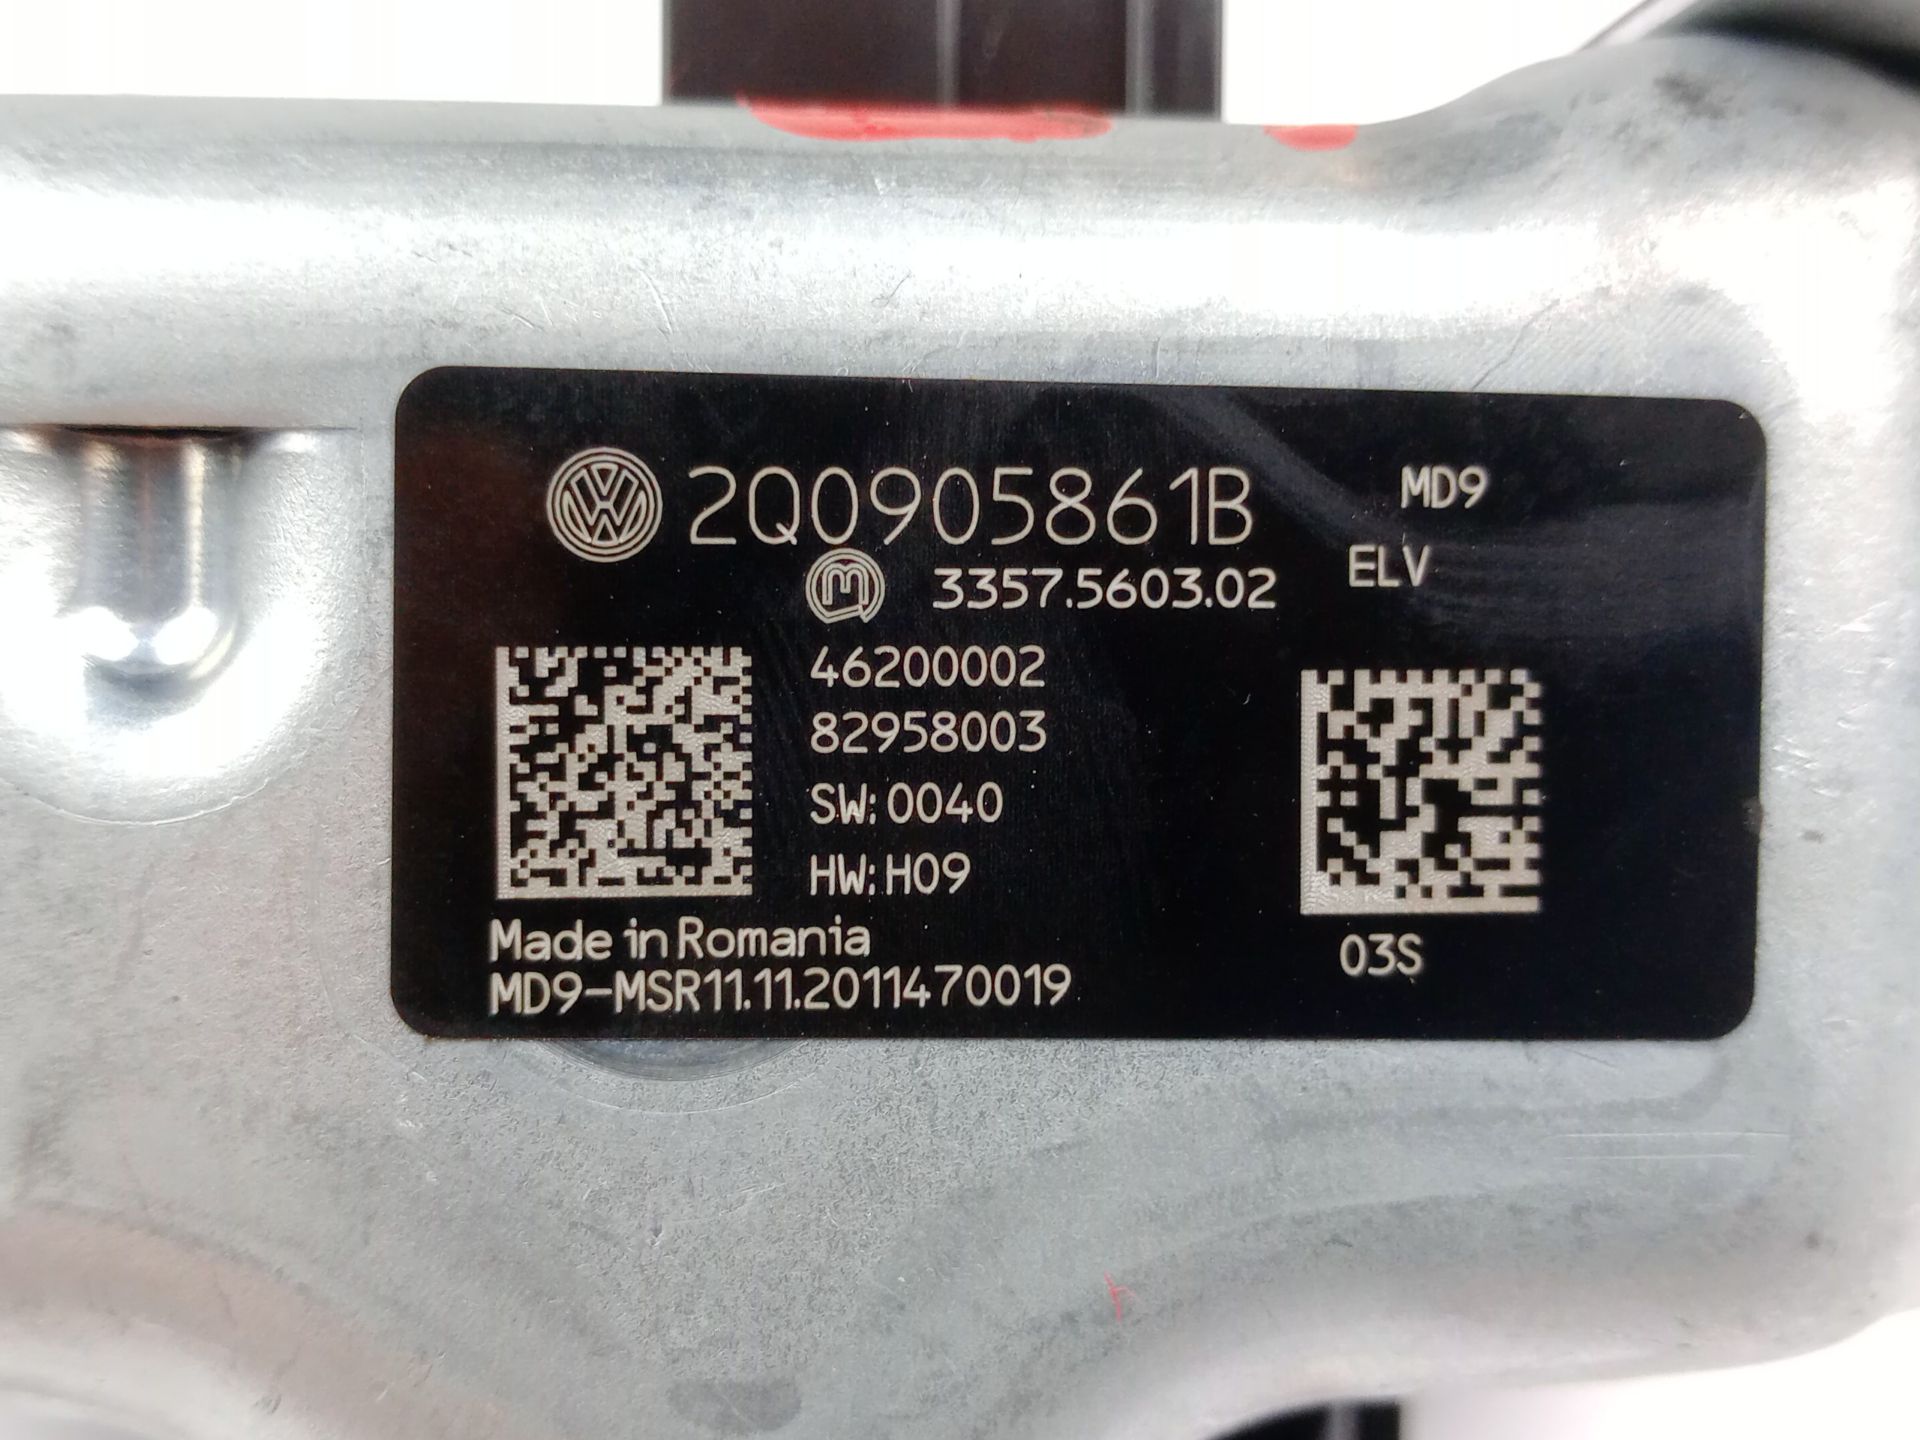 2Q0905861B
MD9
ELV
3357.5603.02
46200002
82958003
SW: 0040
HW: H09
Made in Romania
MD9-MSR11.11.2011470019
03S